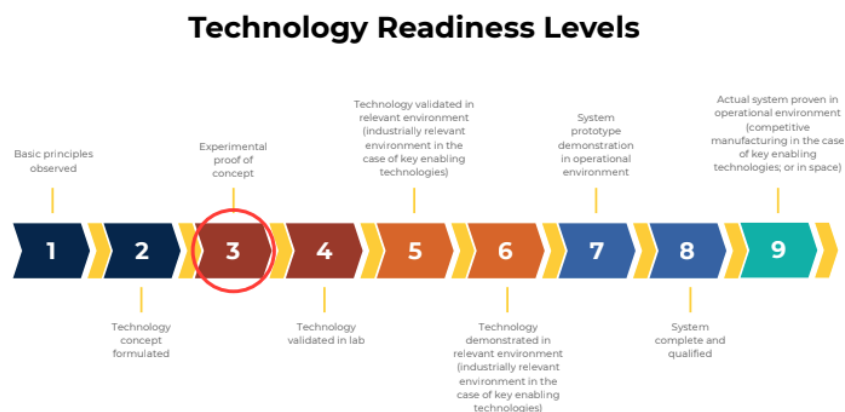 Technology Readiness Levels
Basic principles
observed
Experimental
proof of
concept
Technology validated in
relevant environment
(industrially relevant
environment in the
case of key enabling
technologies)
System
prototype
demonstration
in operational
environment
Actual system proven in
operational environment
(competitive
manufacturing in the case
of key enabling
technologies; or in space)
1
2
3
4
5
6
7
8
9
Technology
concept
formulated
Technology
validated in lab
Technology
demonstrated in
relevant environment
(industrially relevant
environment in the
case of key enabling
technologies)
System
complete and
qualified